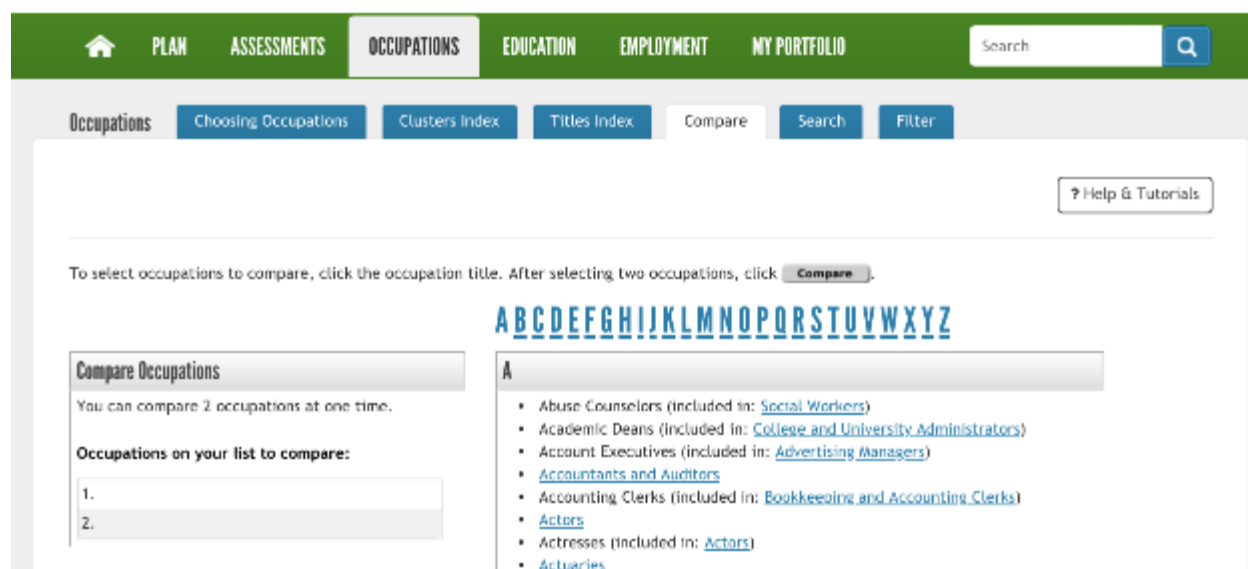 PLAN ASSESSMENTS OCCUPATIONS EDUCATION EMPLOYMENT MY PORTFOLIO Search
Occupations Choosing Occupations Clusters Index Titles Index Compare Search Filter
? Help & Tutorials
To select occupations to compare, click the occupation title. After selecting two occupations, click Compare .
A B C D E F G H I J K L M N O P Q R S T U V W X Y Z
Compare Occupations
You can compare 2 occupations at one time.
Occupations on your list to compare:
1.
2.
A
• Abuse Counselors (included in: Social Workers)
• Academic Deans (included in: College and University Administrators)
• Account Executives (included in: Advertising Managers)
• Accountants and Auditors
• Accounting Clerks (included in: Bookkeeping and Accounting Clerks)
• Actors
• Actresses (included in: Actors)
• Actuaries